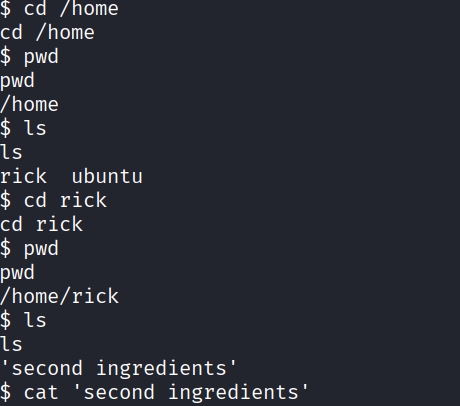 $ cd /home
cd /home
$ pwd
pwd
/home
$ ls
ls
rick  ubuntu
$ cd rick
cd rick
$ pwd
pwd
/home/rick
$ ls
ls
'second ingredients'
$ cat 'second ingredients'